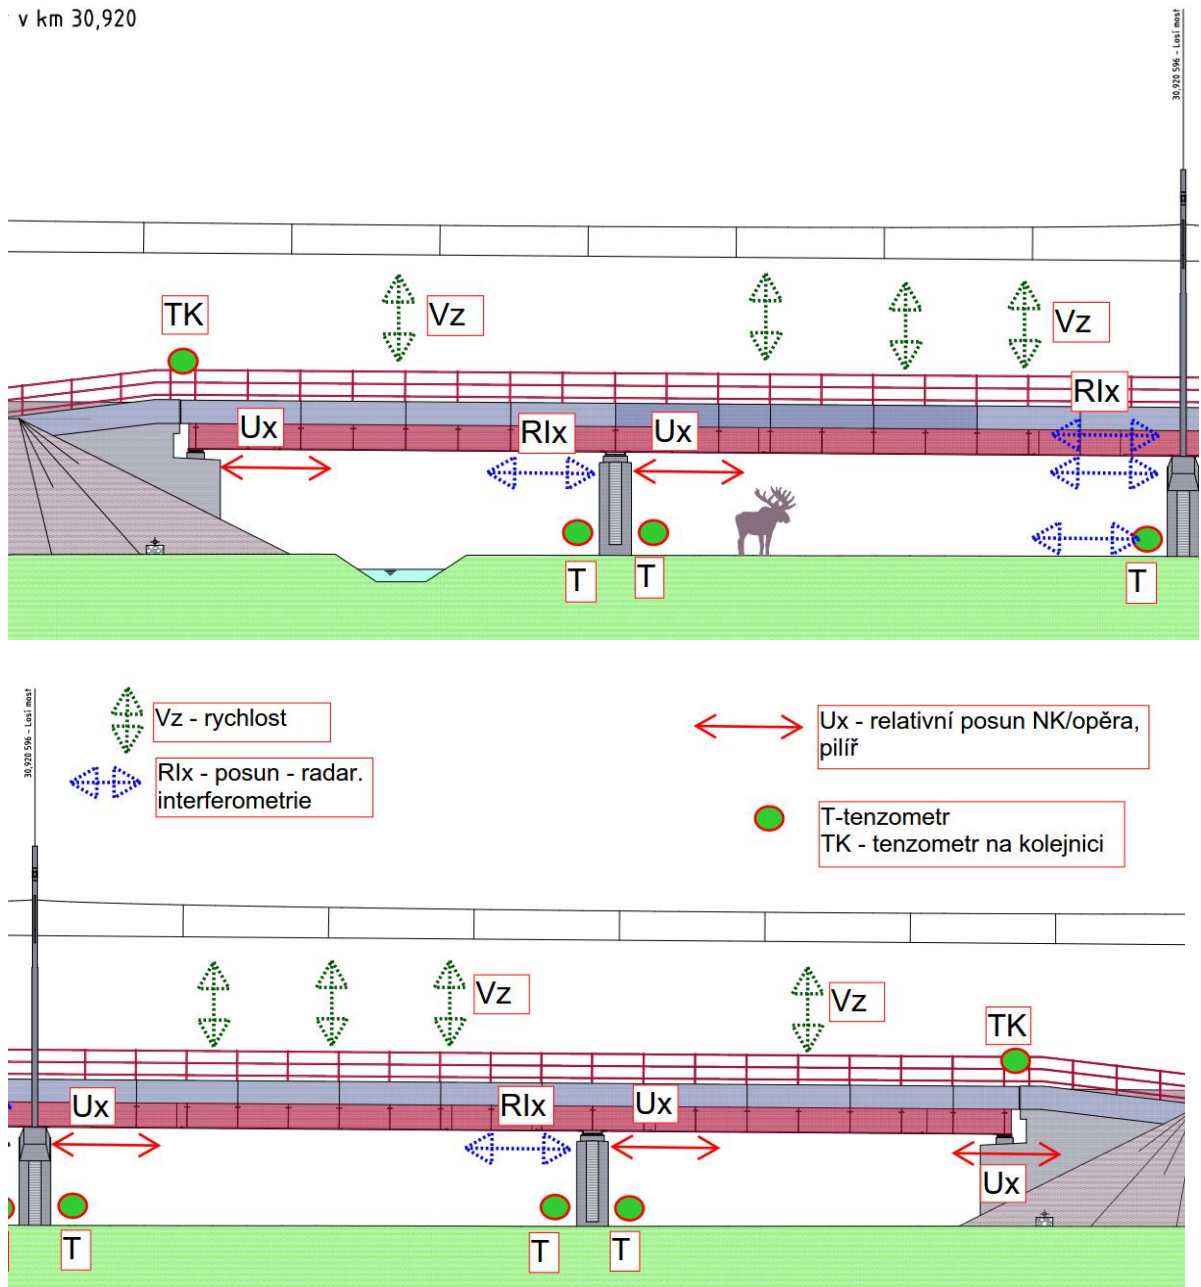 v km 30,920
30,920 596 - Losí most
TK
Vz
Vz
RIx
Ux
RIx
Ux
T
T
T
30,920 596 - Losí most
Vz - rychlost
RIx - posun - radar.
interferometrie
Ux - relativní posun NK/opěra,
pilíř
T-tenzometr
TK - tenzometr na kolejnici
Vz
Vz
TK
Ux
RIx
Ux
Ux
T
T
T